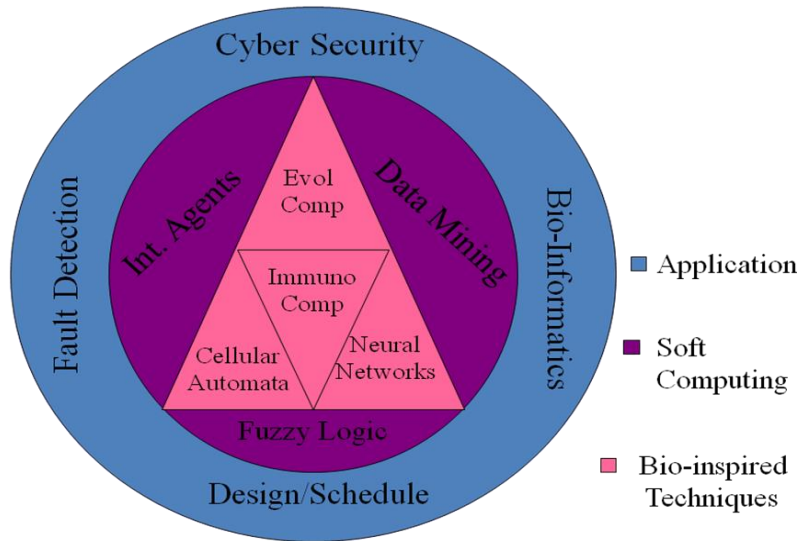 Cyber Security
Int. Agents
Data Mining
Evol
Comp
Fault Detection
Bio-Informatics
Immuno
Comp
Cellular
Automata
Neural
Networks
Fuzzy Logic
Design/Schedule
Application
Soft
Computing
Bio-inspired
Techniques